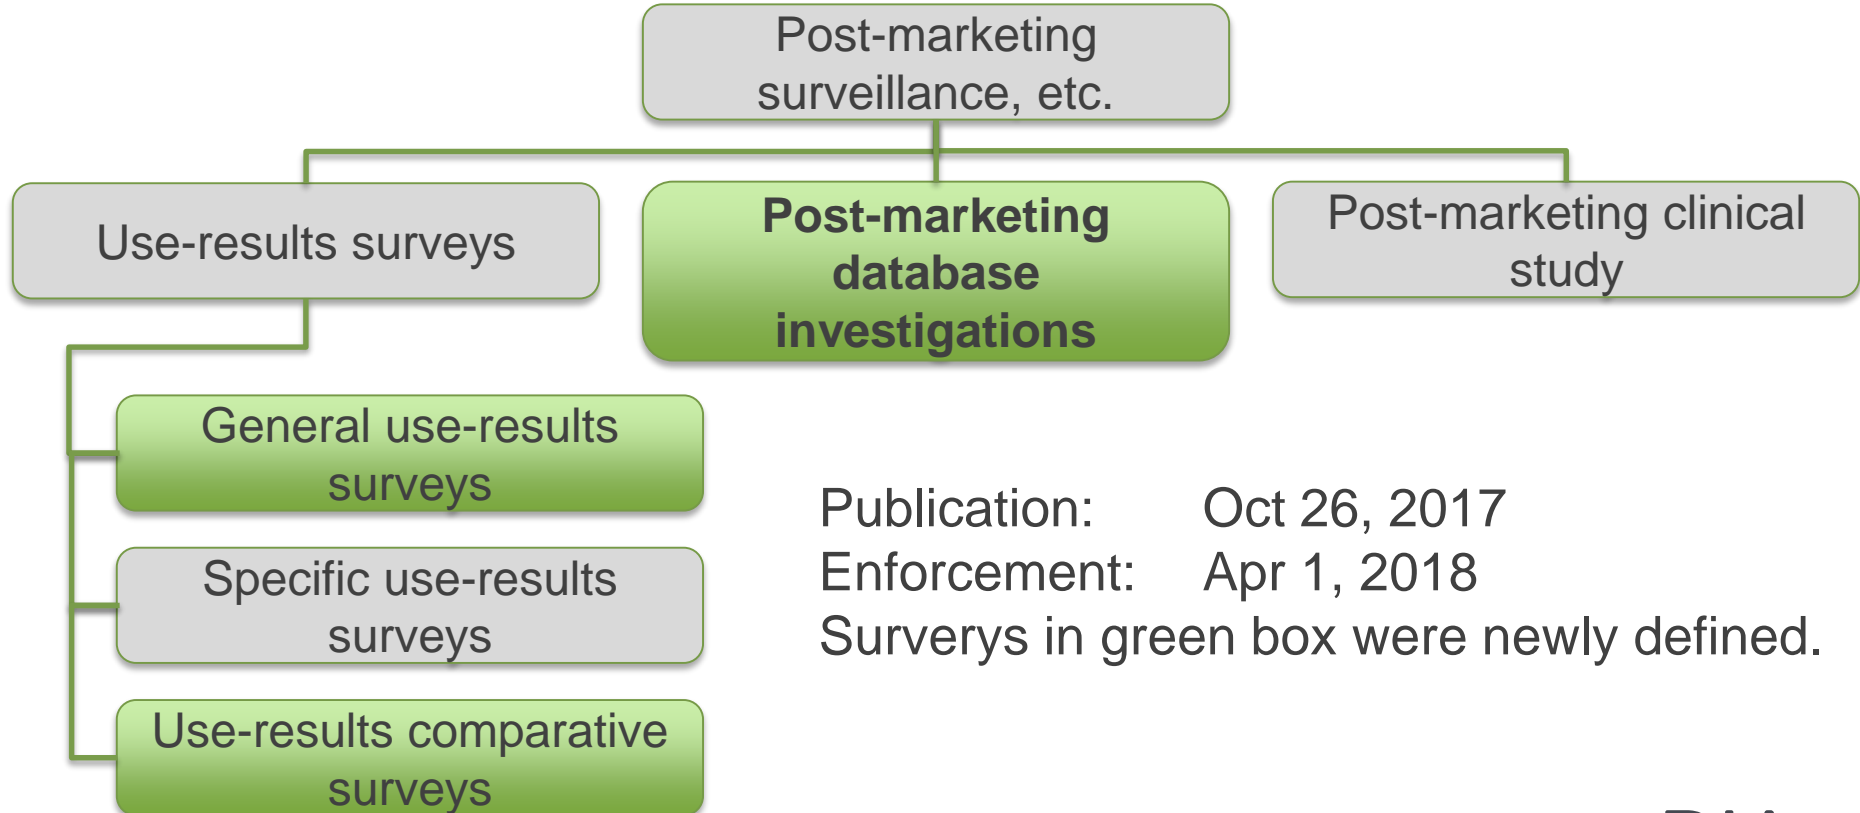 Post-marketing
surveillance, etc.
Use-results surveys
Post-marketing
database
investigations
Post-marketing clinical
study
General use-results
surveys
Specific use-results
surveys
Use-results comparative
surveys
Publication: Oct 26, 2017
Enforcement: Apr 1, 2018
Surverys in green box were newly defined.